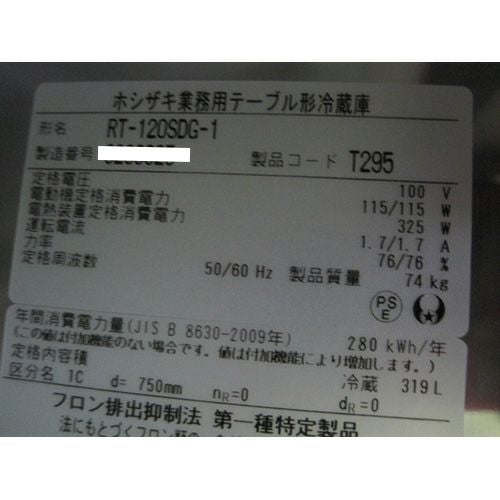 ホシザキ業務用テーブル形冷蔵庫
形名 RT-120SDG-1
製造番号
製品コード T295
定格電圧 100 V
電動機定格消費電力 115/115 W
電熱装置定格消費電力 325 W
運転電流 1.7/1.7 A
力率 76/76 %
定格周波数 50/60 Hz 製品質量 74 kg
PS
E
年間消費電力量(JIS B 8630-2009年) 280 kWh/年
(この値は付加機能のない場合です。値は付加機能により増加します。)
定格内容積 冷蔵 319L
区分名 1C d= 750mm nR=0 dR=0
フロン排出抑制法 第一種特定製品